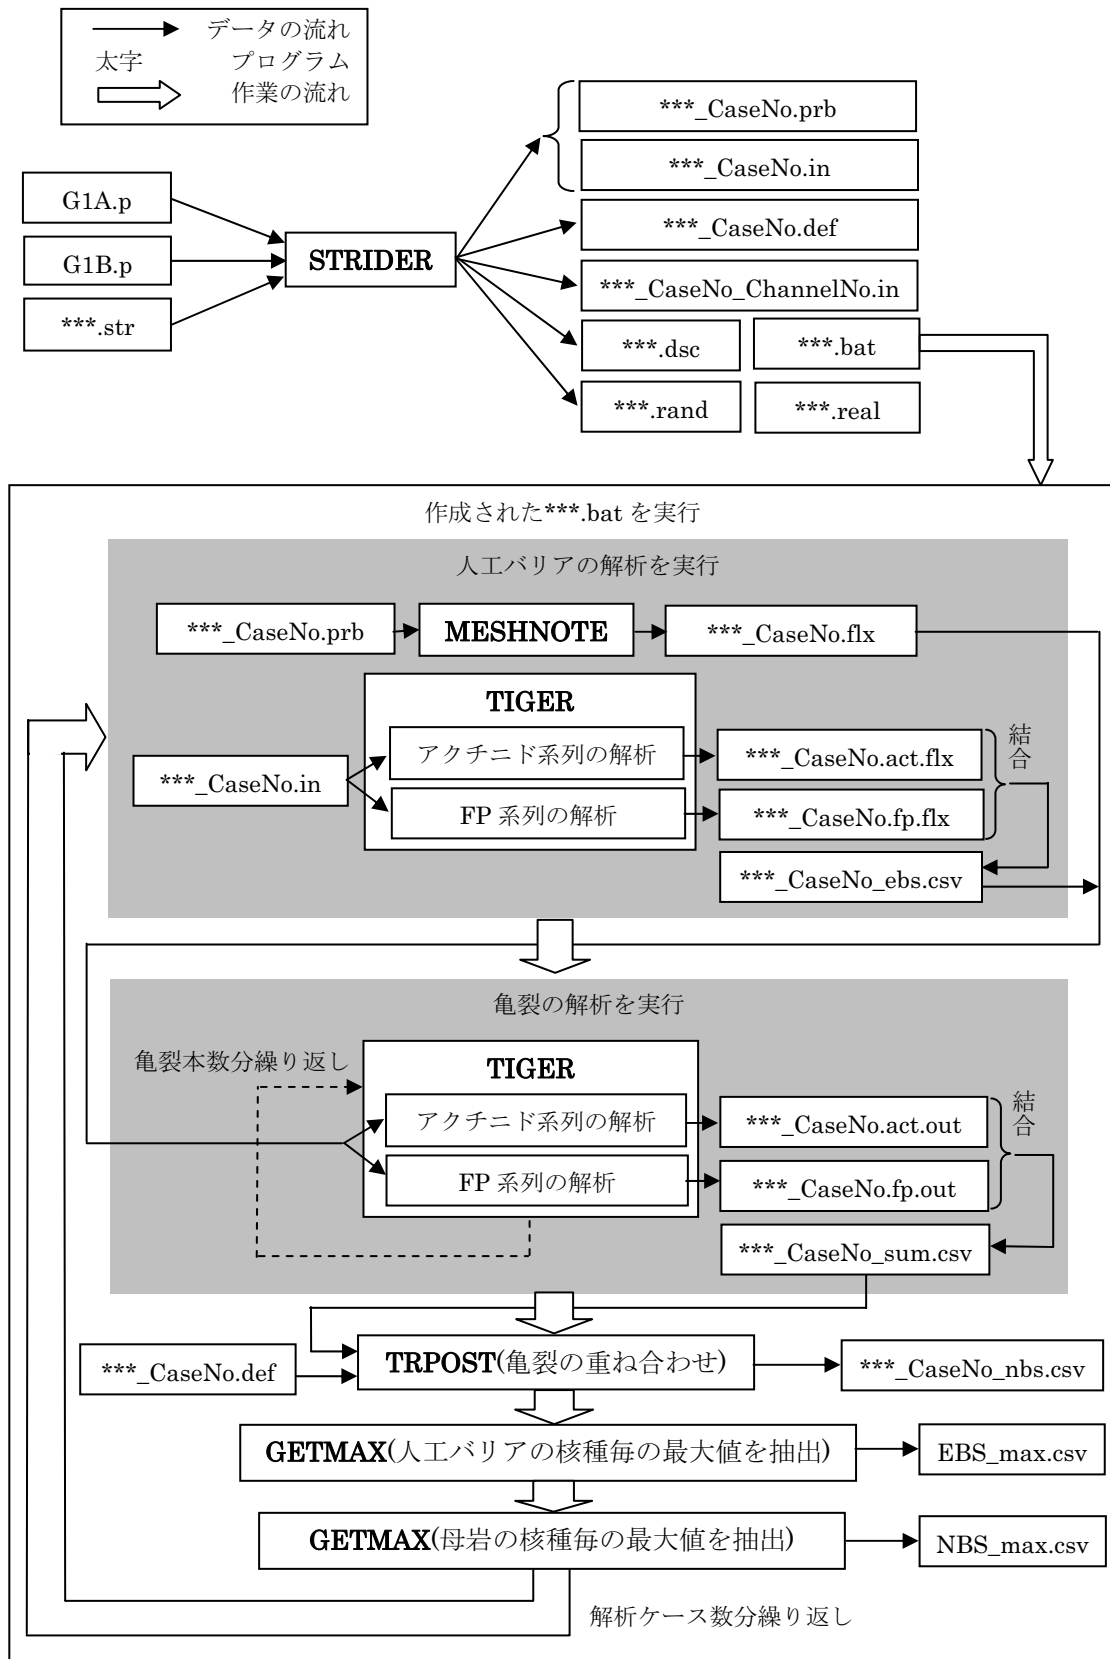 データの流れ
太字 プログラム
作業の流れ
***_CaseNo.prb
***_CaseNo.in
G1A.p
***_CaseNo.def
G1B.p
STRIDER
***_CaseNo_ChannelNo.in
***.str
***.dsc
***.bat
***.rand
***.real
作成された***.bat を実行
人工バリアの解析を実行
***_CaseNo.prb
MESHNOTE
***_CaseNo.flx
TIGER
アクチニド系列の解析
***_CaseNo.act.flx
結合
***_CaseNo.in
FP 系列の解析
***_CaseNo.fp.flx
***_CaseNo_ebs.csv
亀裂の解析を実行
亀裂本数分繰り返し
TIGER
アクチニド系列の解析
***_CaseNo.act.out
結合
FP 系列の解析
***_CaseNo.fp.out
***_CaseNo_sum.csv
***_CaseNo.def
TRPOST(亀裂の重ね合わせ)
***_CaseNo_nbs.csv
GETMAX(人工バリアの核種毎の最大値を抽出)
EBS_max.csv
GETMAX(母岩の核種毎の最大値を抽出)
NBS_max.csv
解析ケース数分繰り返し